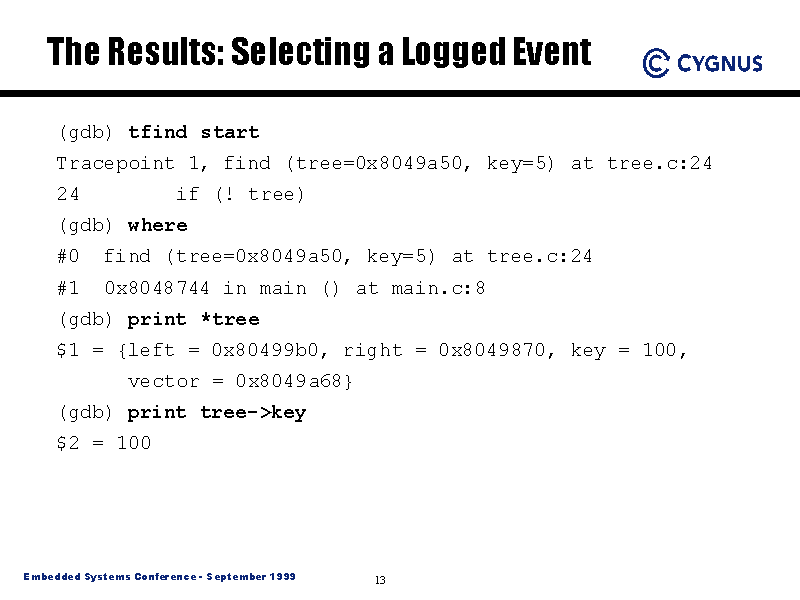 The Results: Selecting a Logged Event
CYGNUS
(gdb) tfind start
Tracepoint 1, find (tree=0x8049a50, key=5) at tree.c:24
24        if (! tree)
(gdb) where
#0  find (tree=0x8049a50, key=5) at tree.c:24
#1  0x8048744 in main () at main.c:8
(gdb) print *tree
$1 = {left = 0x80499b0, right = 0x8049870, key = 100,
      vector = 0x8049a68}
(gdb) print tree->key
$2 = 100
Embedded Systems Conference - September 1999
13